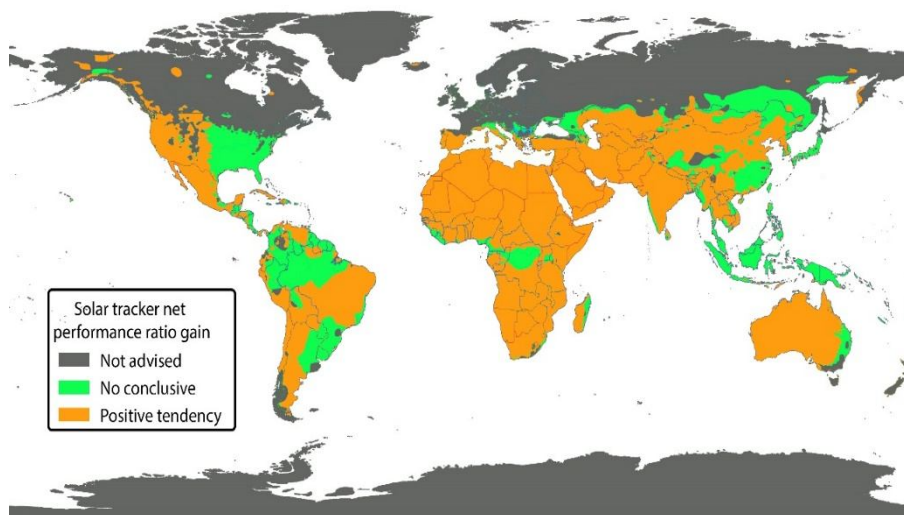 Solar tracker net
performance ratio gain
Not advised
No conclusive
Positive tendency